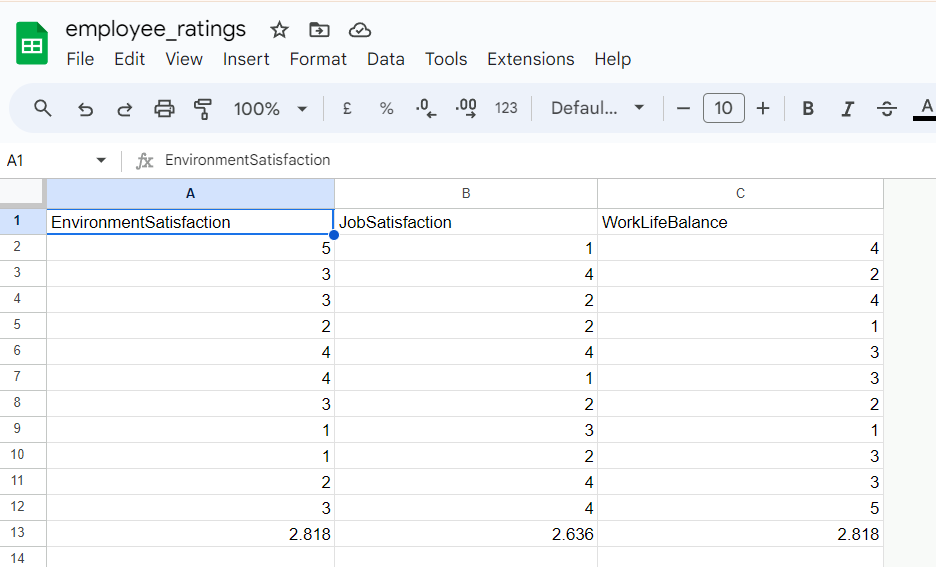 employee_ratings
File Edit View Insert Format Data Tools Extensions Help
100% £ % .0 .00 123 Defaul... 10 B I S A
A1 fx EnvironmentSatisfaction
A B C
1 EnvironmentSatisfaction JobSatisfaction WorkLifeBalance
2 5 1 4
3 3 4 2
4 3 2 4
5 2 2 1
6 4 4 3
7 4 1 3
8 3 2 2
9 1 3 1
10 1 2 3
11 2 4 3
12 3 4 5
13 2.818 2.636 2.818
14